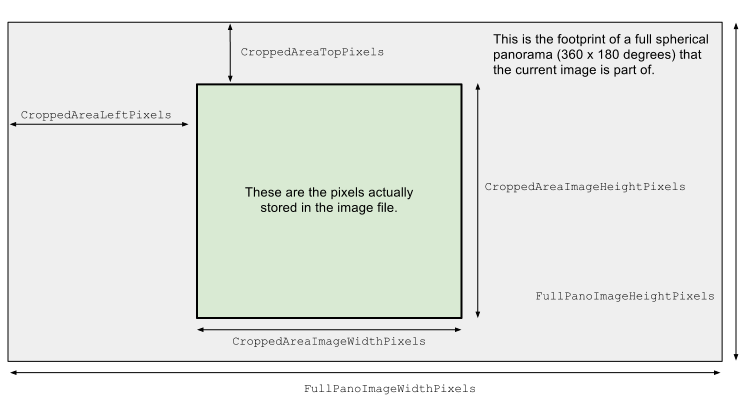 This is the footprint of a full spherical
panorama (360 x 180 degrees) that
the current image is part of.
CroppedAreaTopPixels
CroppedAreaLeftPixels
These are the pixels actually
stored in the image file.
CroppedAreaImageHeightPixels
FullPanoImageHeightPixels
CroppedAreaImageWidthPixels
FullPanoImageWidthPixels